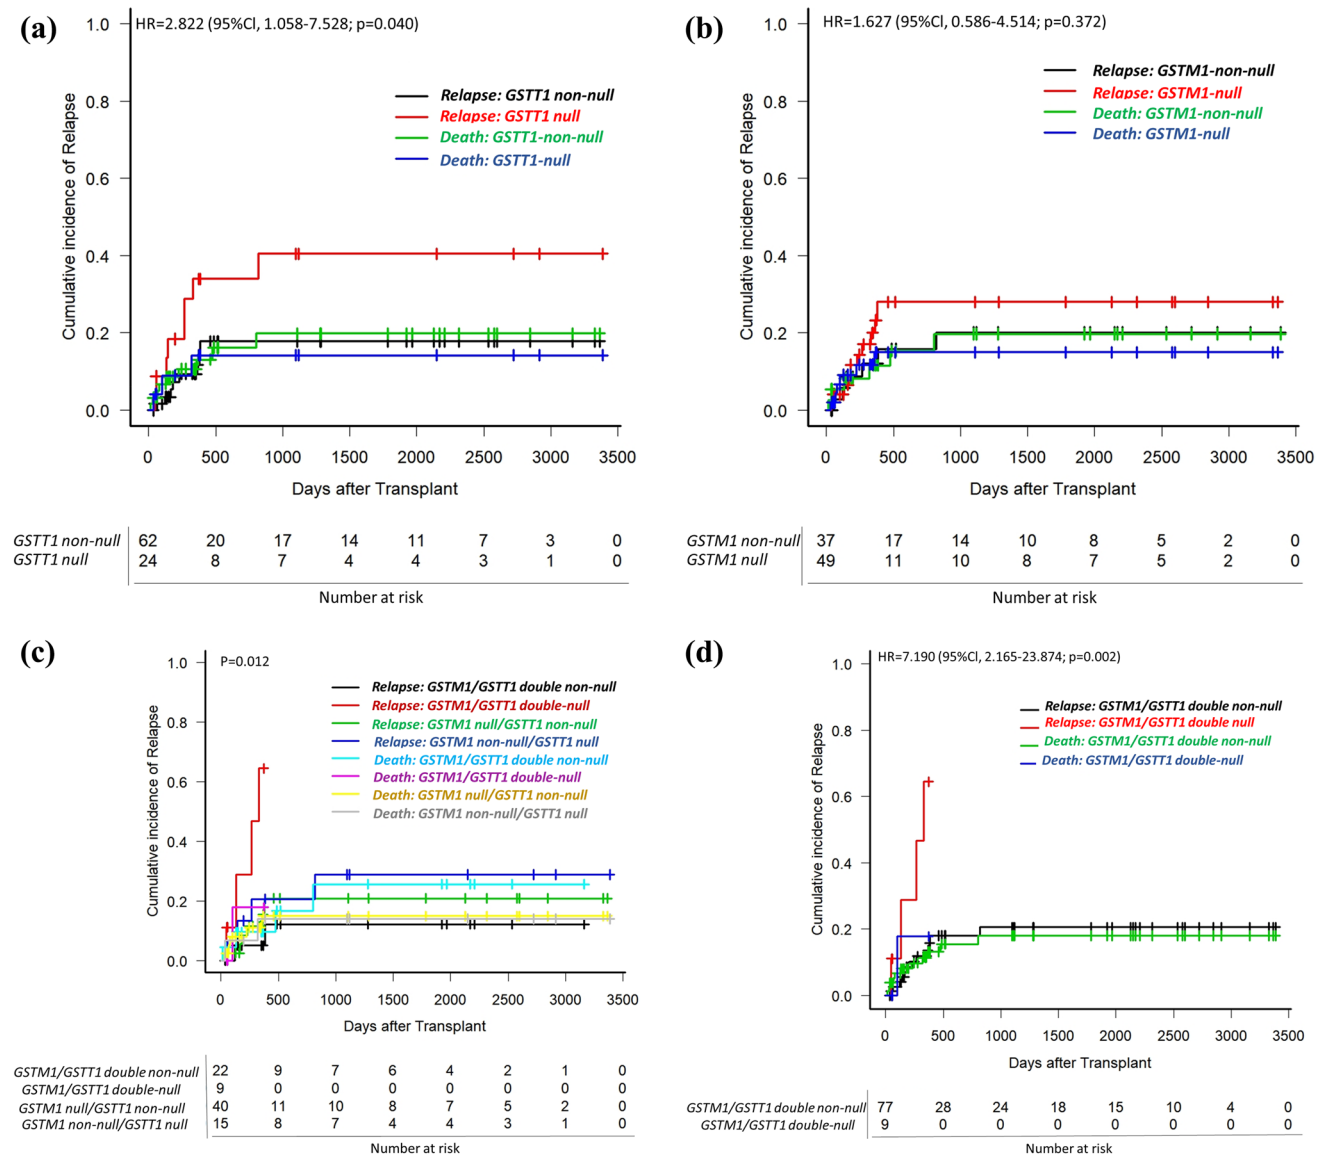 (a)
HR=2.822 (95%Cl, 1.058-7.528; p=0.040)
Relapse: GSTT1 non-null
Relapse: GSTT1 null
Death: GSTT1-non-null
Death: GSTT1-null
Cumulative incidence of Relapse
1.0
0.8
0.6
0.4
0.2
0.0
0 500 1000 1500 2000 2500 3000 3500
Days after Transplant
GSTT1 non-null 62 20 17 14 11 7 3 0
GSTT1 null 24 8 7 4 4 3 1 0
Number at risk
(b)
HR=1.627 (95%Cl, 0.586-4.514; p=0.372)
Relapse: GSTM1-non-null
Relapse: GSTM1-null
Death: GSTM1-non-null
Death: GSTM1-null
Cumulative incidence of Relapse
1.0
0.8
0.6
0.4
0.2
0.0
0 500 1000 1500 2000 2500 3000 3500
Days after Transplant
GSTM1 non-null 37 17 14 10 8 5 2 0
GSTM1 null 49 11 10 8 7 5 2 0
Number at risk
(c)
P=0.012
Relapse: GSTM1/GSTT1 double non-null
Relapse: GSTM1/GSTT1 double-null
Relapse: GSTM1 null/GSTT1 non-null
Relapse: GSTM1 non-null/GSTT1 null
Death: GSTM1/GSTT1 double non-null
Death: GSTM1/GSTT1 double-null
Death: GSTM1 null/GSTT1 non-null
Death: GSTM1 non-null/GSTT1 null
Cumulative incidence of Relapse
1.0
0.8
0.6
0.4
0.2
0.0
0 500 1000 1500 2000 2500 3000 3500
Days after Transplant
GSTM1/GSTT1 double non-null 22 9 7 6 4 2 1 0
GSTM1/GSTT1 double-null 9 0 0 0 0 0 0 0
GSTM1 null/GSTT1 non-null 40 11 10 8 7 5 2 0
GSTM1 non-null/GSTT1 null 15 8 7 4 4 3 1 0
Number at risk
(d)
HR=7.190 (95%Cl, 2.165-23.874; p=0.002)
Relapse: GSTM1/GSTT1 double non-null
Relapse: GSTM1/GSTT1 double null
Death: GSTM1/GSTT1 double non-null
Death: GSTM1/GSTT1 double-null
Cumulative incidence of Relapse
1.0
0.8
0.6
0.4
0.2
0.0
0 500 1000 1500 2000 2500 3000 3500
Days after Transplant
GSTM1/GSTT1 double non-null 77 28 24 18 15 10 4 0
GSTM1/GSTT1 double-null 9 0 0 0 0 0 0 0
Number at risk